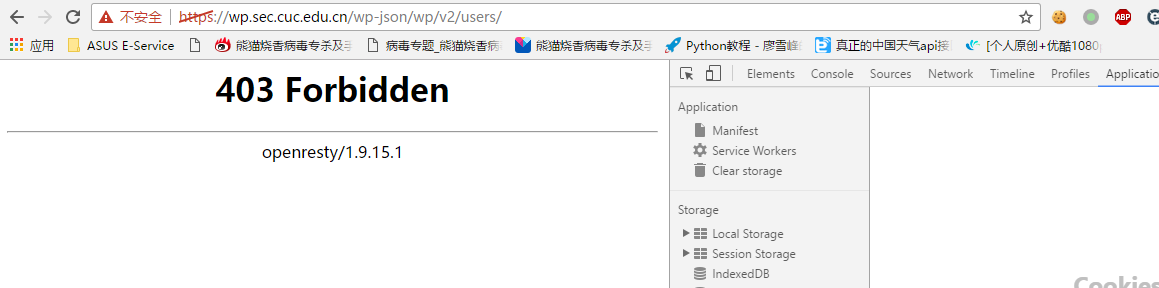 不安全 https://wp.sec.cuc.edu.cn/wp-json/wp/v2/users/
ABP
应用 ASUS E-Service 熊猫烧香病毒专杀及手 病毒专题_熊猫烧香病 熊猫烧香病毒专杀及手 Python教程 - 廖雪峰 真正的中国天气api接 [个人原创+优酷1080
403 Forbidden
openresty/1.9.15.1
Elements Console Sources Network Timeline Profiles Applicatio
Application
Manifest
Service Workers
Clear storage
Storage
Local Storage
Session Storage
IndexedDB
Cookies